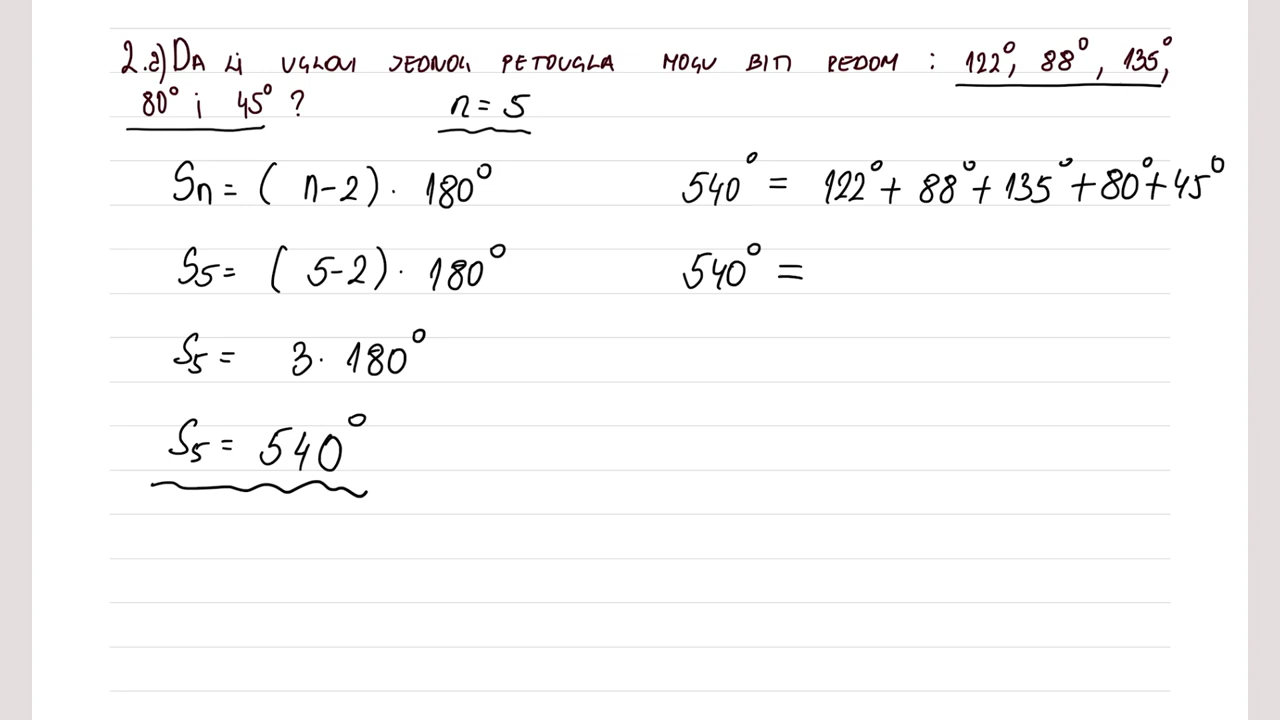 2.a) DA LI UGLOVI JEDNOG PETOUGLA MOGU BITI REDOM : 122°, 88°, 135°,
80° i 45° ? n = 5
Sn = ( n-2) · 180° 540° = 122° + 88° + 135° + 80° + 45°
S5 = ( 5-2) · 180° 540° =
S5 = 3 · 180°
S5 = 540°